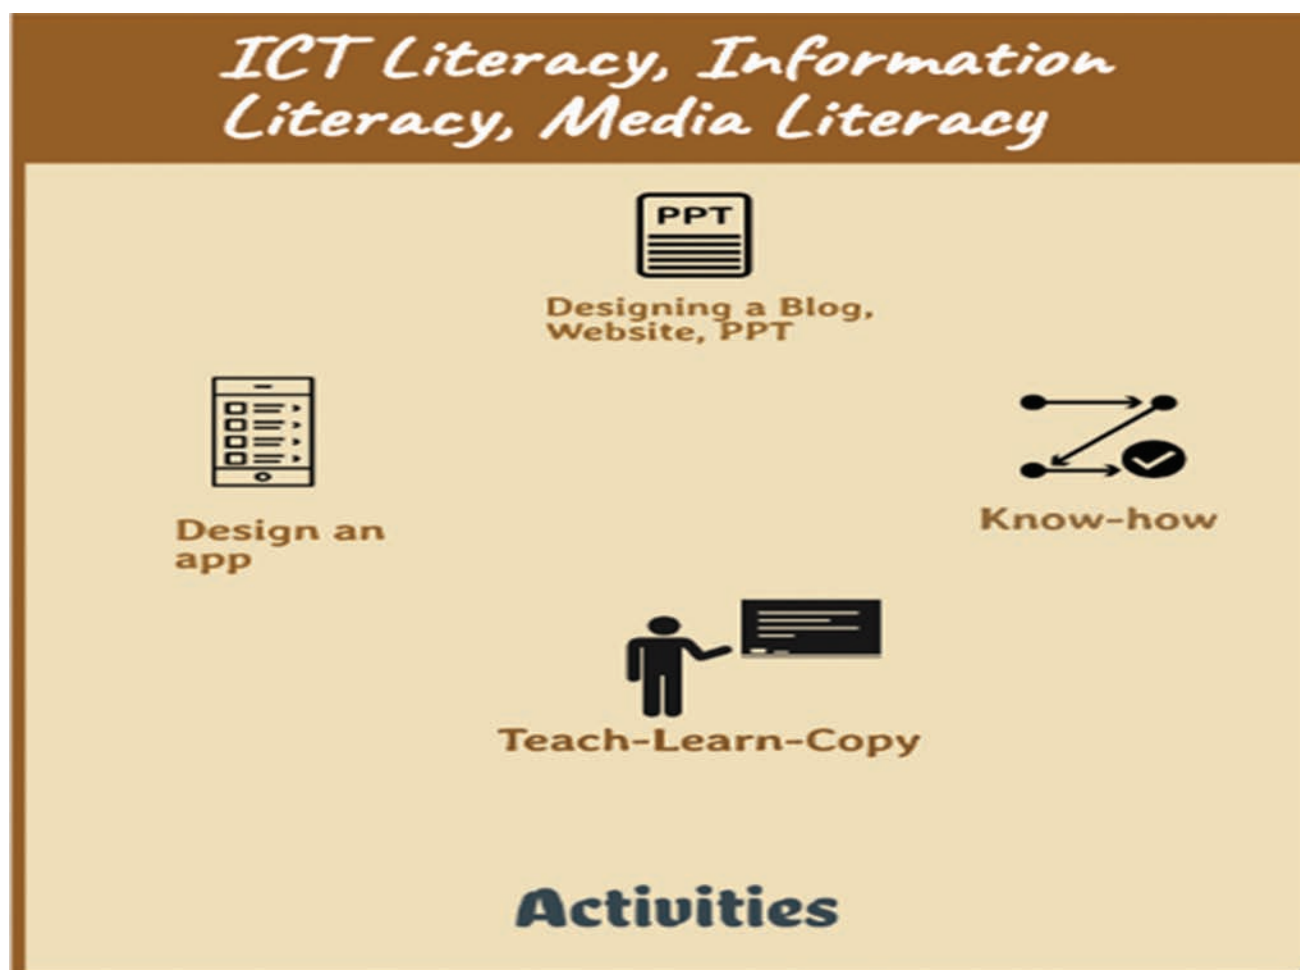 ICT Literacy, Information
Literacy, Media Literacy
PPT
Designing a Blog,
Website, PPT
Design an
app
Know-how
Teach-Learn-Copy
Activities